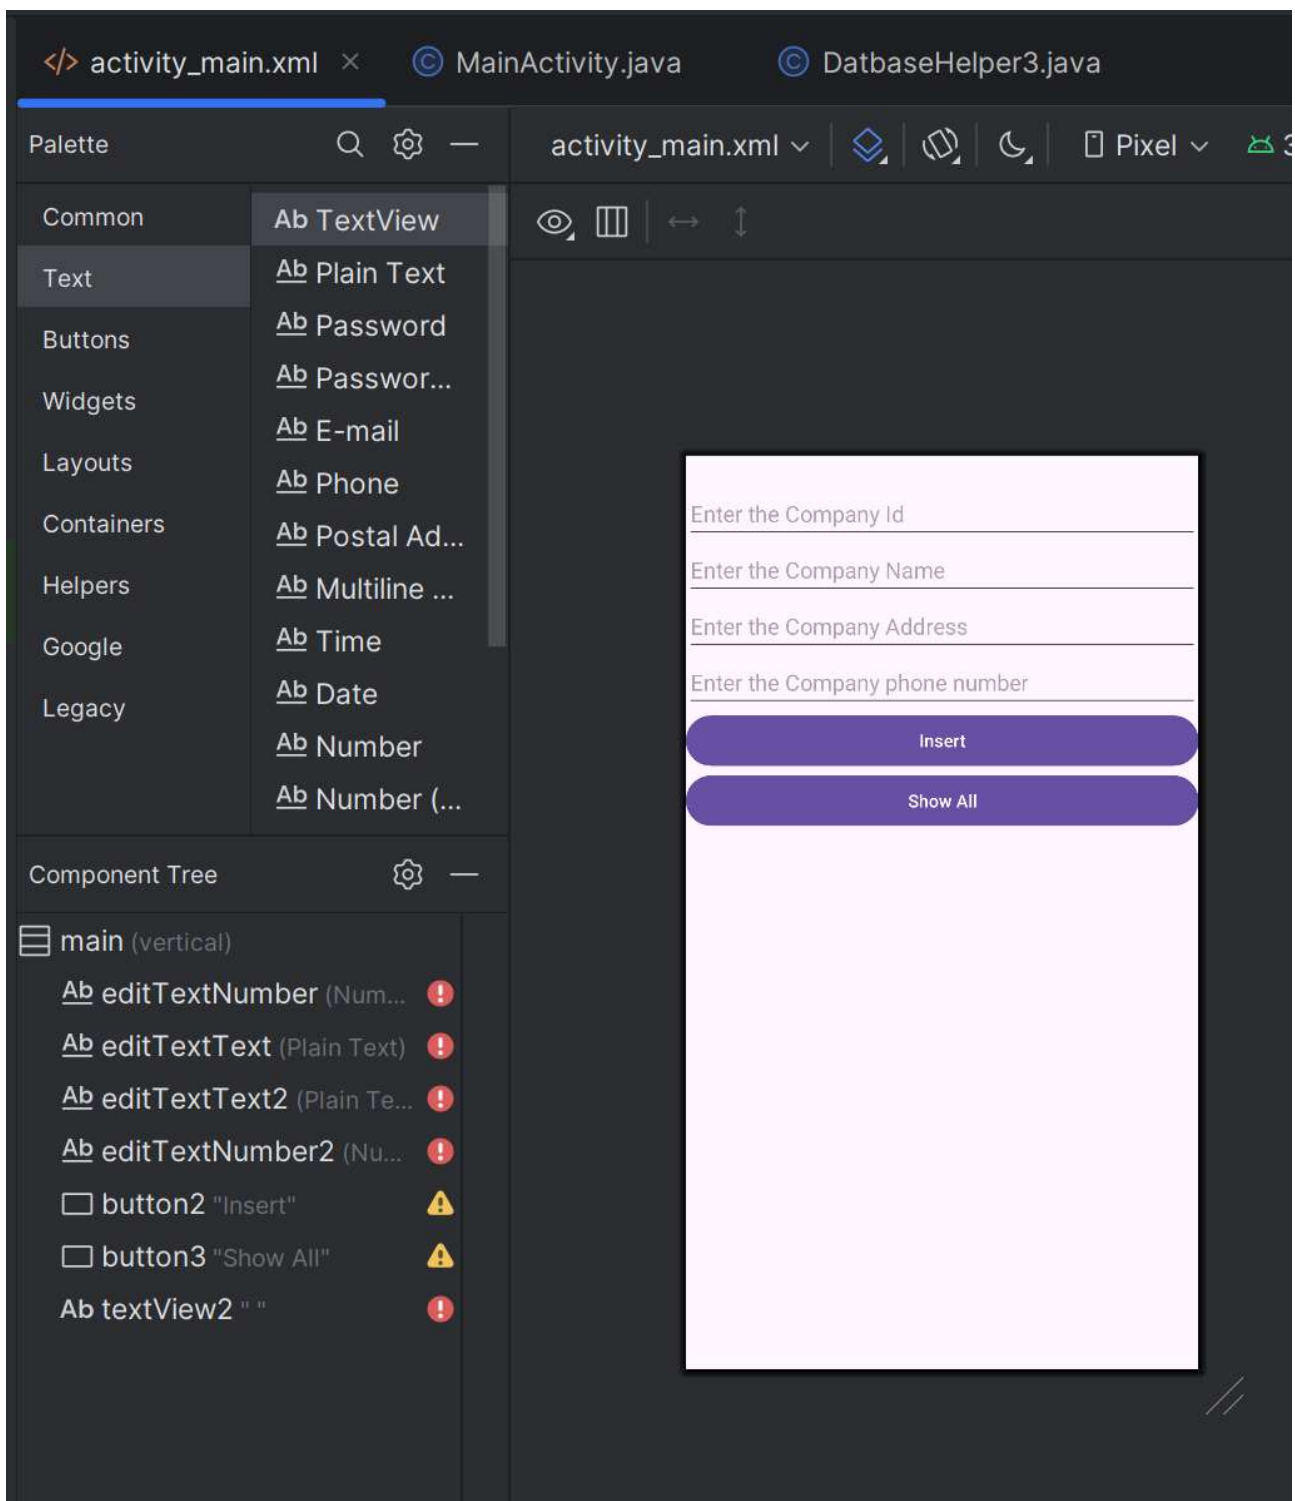 </> activity_main.xml × © MainActivity.java © DatbaseHelper3.java
Palette
activity_main.xml Pixel 3
Common
Text
Buttons
Widgets
Layouts
Containers
Helpers
Google
Legacy
Ab TextView
Ab Plain Text
Ab Password
Ab Passwor...
Ab E-mail
Ab Phone
Ab Postal Ad...
Ab Multiline ...
Ab Time
Ab Date
Ab Number
Ab Number (...
Enter the Company Id
Enter the Company Name
Enter the Company Address
Enter the Company phone number
Insert
Show All
Component Tree
main (vertical)
Ab editTextNumber (Num...
Ab editTextText (Plain Text)
Ab editTextText2 (Plain Te...
Ab editTextNumber2 (Nu...
button2 "Insert"
button3 "Show All"
Ab textView2 " "